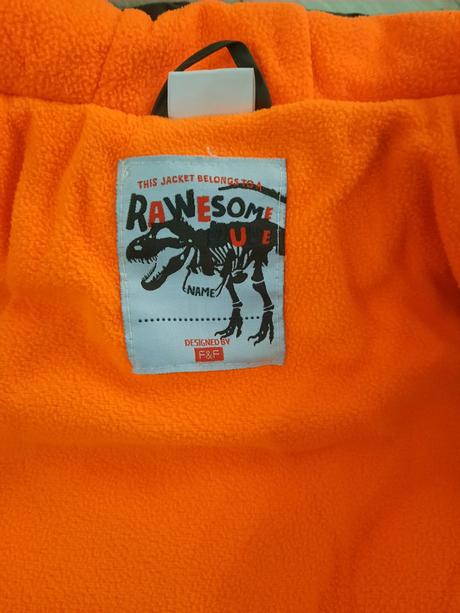 THIS JACKET BELONGS TO A
RAWESOME
DUDE
NAME
DESIGNED BY
F&F